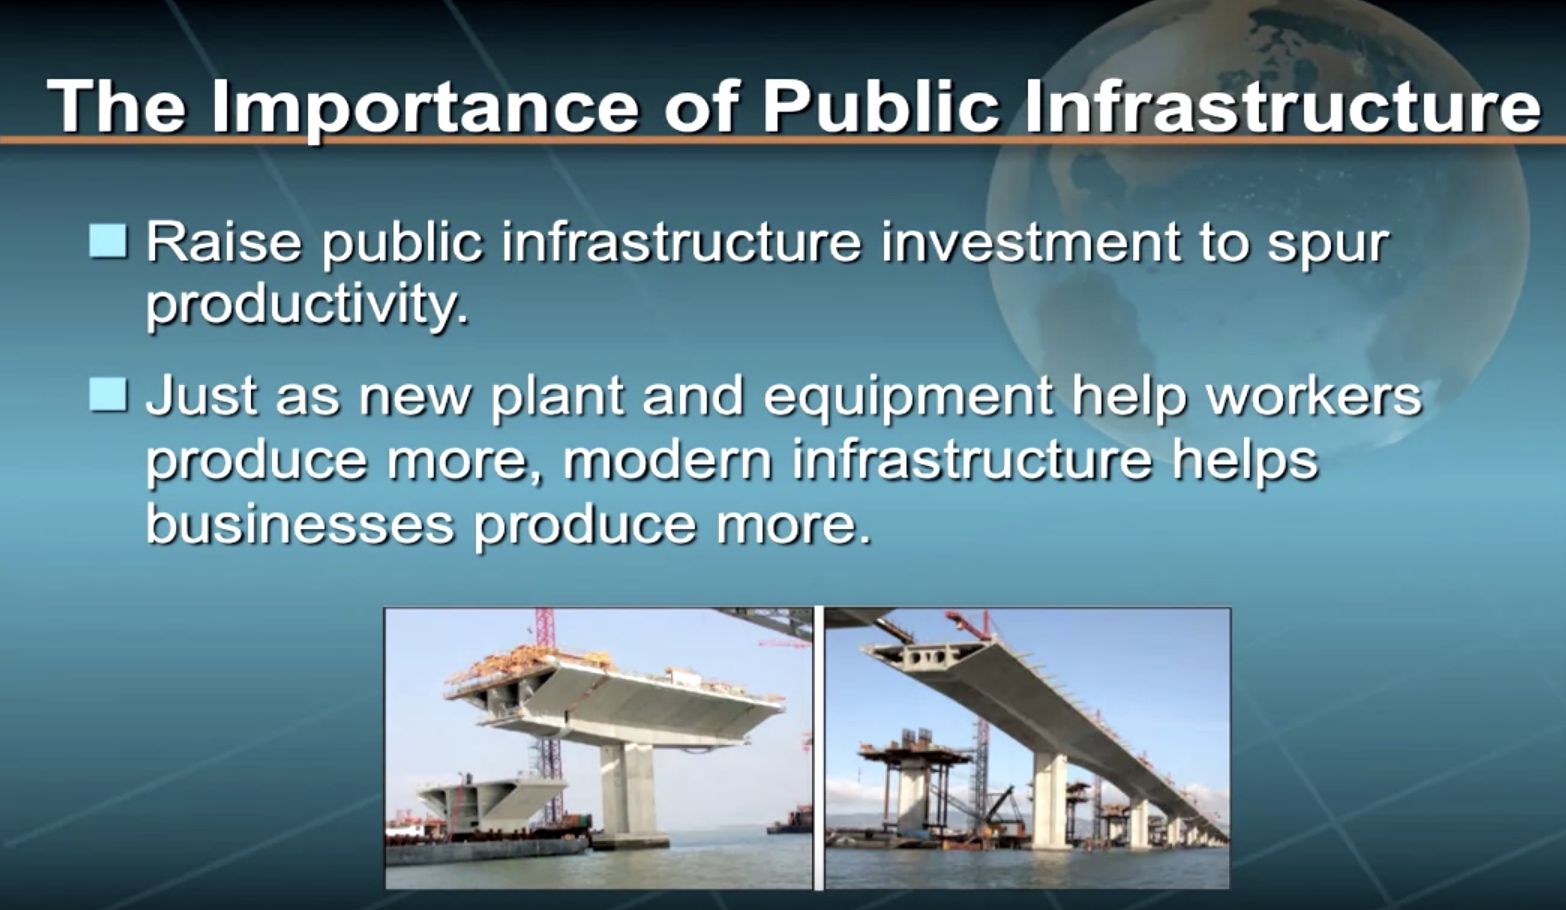 The Importance of Public Infrastructure
Raise public infrastructure investment to spur
productivity.
Just as new plant and equipment help workers
produce more, modern infrastructure helps
businesses produce more.